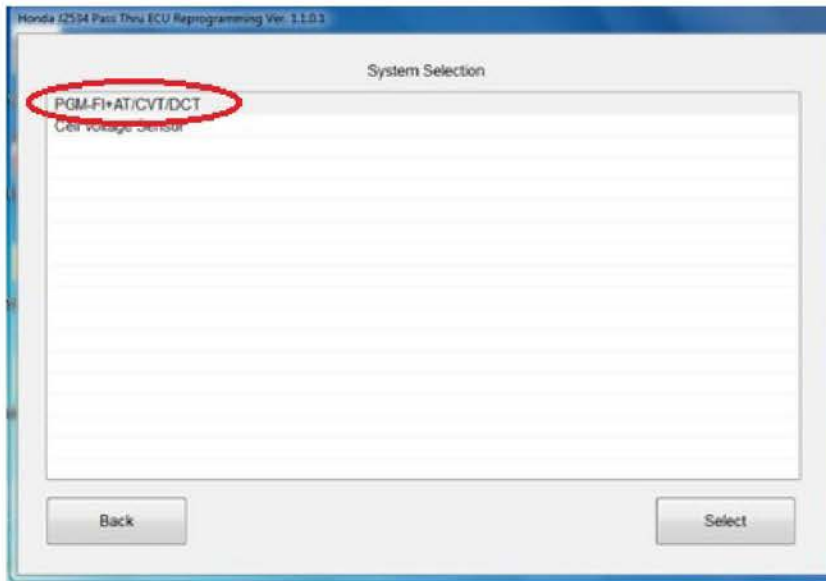 Honda J2534 Pass Thru ECU Reprogramming Ver. 1.1.0.1
System Selection
PGM-FI+AT/CVT/DCT
Cell Voltage Sensor
Back
Select